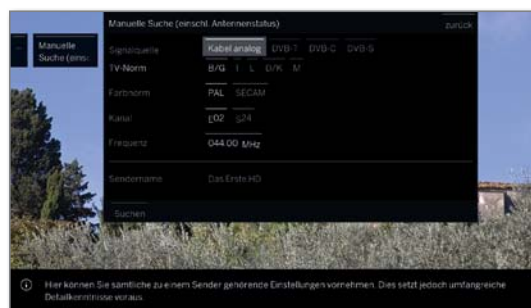 Manuelle Suche (einschl. Antennenstatus)
zurück
Manuelle
Suche (eins
Signalquelle Kabel analog DVB-T DVB-C DVB-S
TV-Norm B/G I L D/K M
Farbnorm PAL SECAM
Kanal E02 S24
Frequenz 044.00 MHz
Sendername Das Erste HD
Suchen
Hier können Sie sämtliche zu einem Sender gehörende Einstellungen vornehmen. Dies setzt jedoch umfangreiche
Detailkenntnisse voraus.